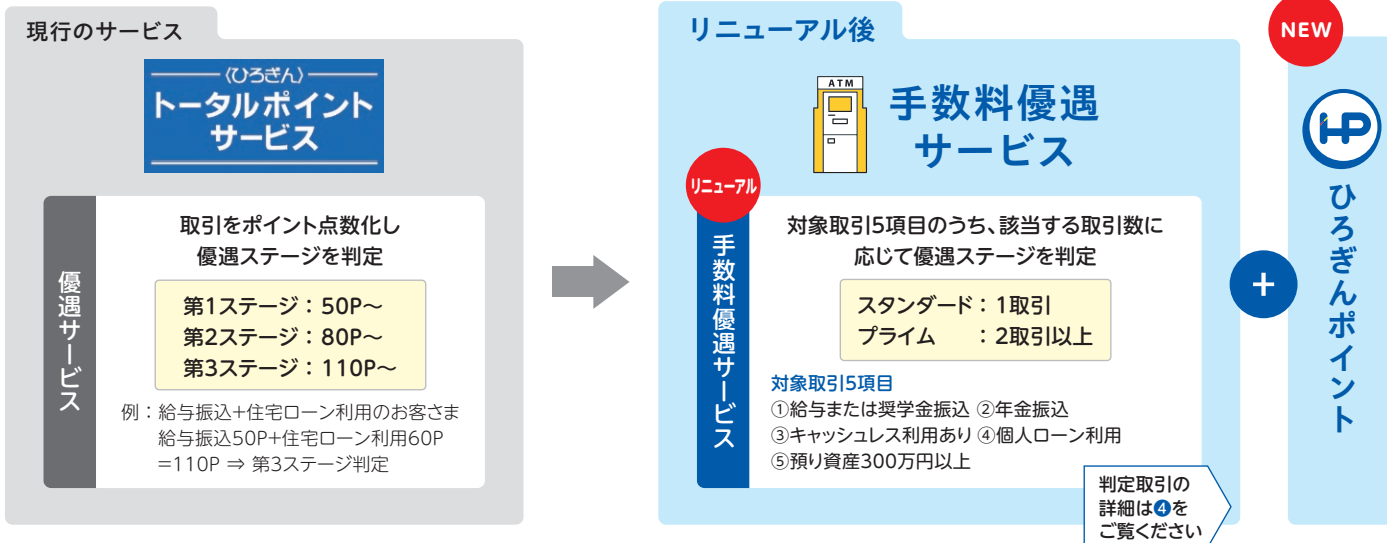 現行のサービス
〈ひろぎん〉
トータルポイント
サービス
優遇サービス
取引をポイント点数化し
優遇ステージを判定
第1ステージ：50P〜
第2ステージ：80P〜
第3ステージ：110P〜
例：給与振込+住宅ローン利用のお客さま
給与振込50P+住宅ローン利用60P
=110P ⇒ 第3ステージ判定
リニューアル後
ATM
手数料優遇
サービス
リニューアル
手数料優遇サービス
対象取引5項目のうち、該当する取引数に
応じて優遇ステージを判定
スタンダード：1取引
プライム　　：2取引以上
対象取引5項目
①給与または奨学金振込 ②年金振込
③キャッシュレス利用あり ④個人ローン利用
⑤預り資産300万円以上
判定取引の
詳細は❹を
ご覧ください
+
NEW
HP
ひろぎんポイント